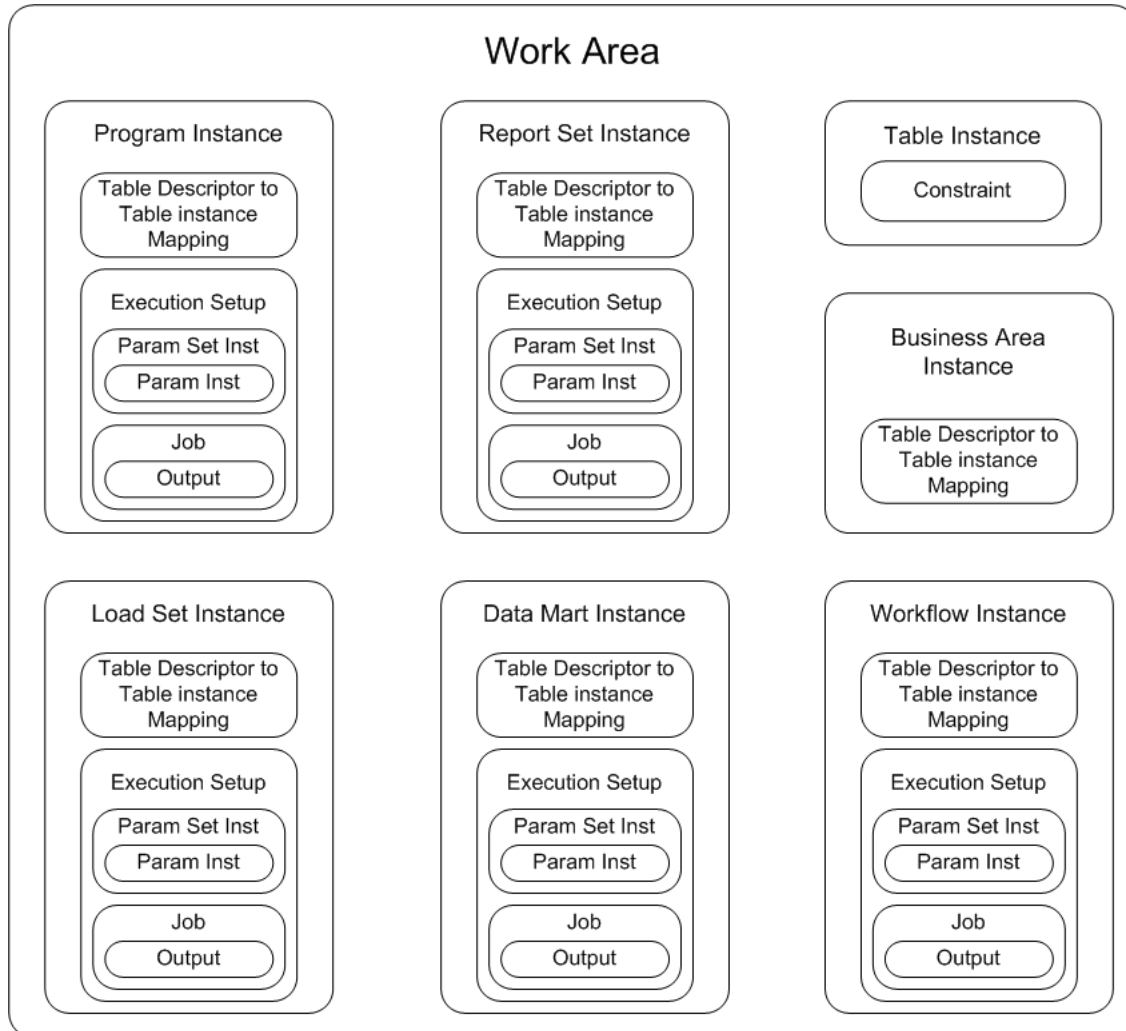 Work Area
Program Instance
Table Descriptor to
Table instance
Mapping
Execution Setup
Param Set Inst
Param Inst
Job
Output
Report Set Instance
Table Descriptor to
Table instance
Mapping
Execution Setup
Param Set Inst
Param Inst
Job
Output
Table Instance
Constraint
Business Area
Instance
Table Descriptor to
Table instance
Mapping
Load Set Instance
Table Descriptor to
Table instance
Mapping
Execution Setup
Param Set Inst
Param Inst
Job
Output
Data Mart Instance
Table Descriptor to
Table instance
Mapping
Execution Setup
Param Set Inst
Param Inst
Job
Output
Workflow Instance
Table Descriptor to
Table instance
Mapping
Execution Setup
Param Set Inst
Param Inst
Job
Output